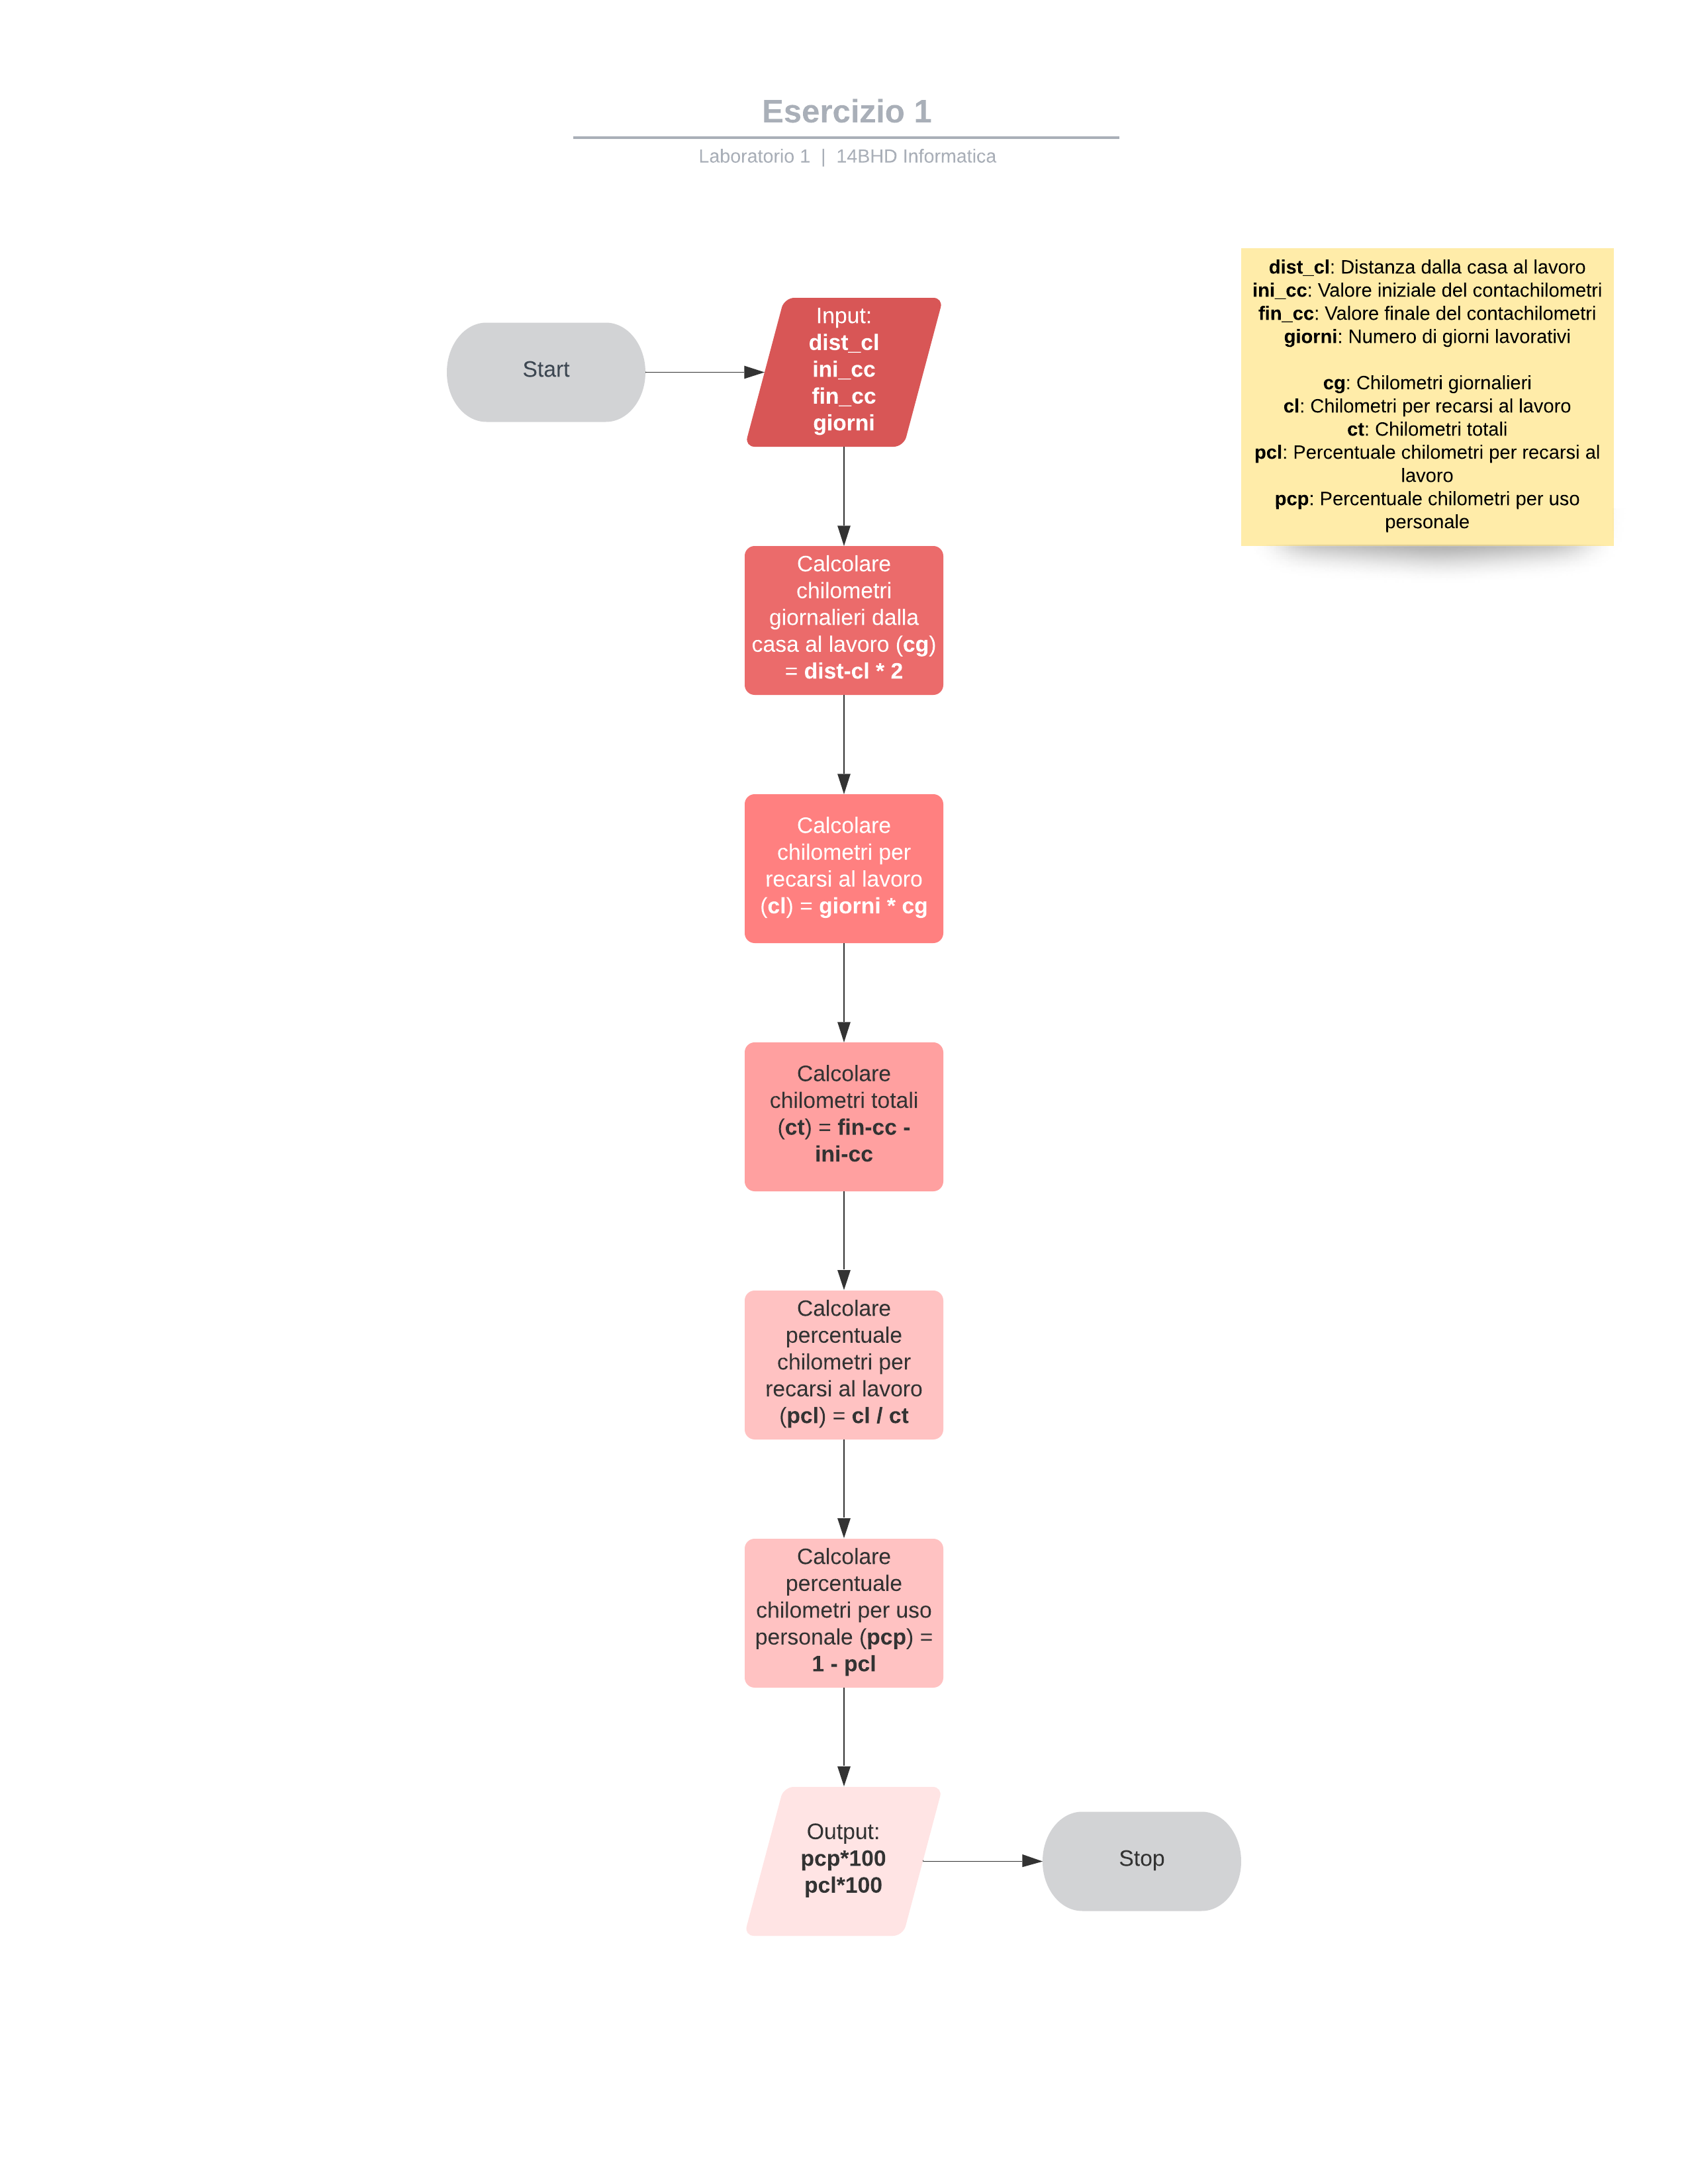 Esercizio 1
Laboratorio 1 | 14BHD Informatica
dist_cl: Distanza dalla casa al lavoro
ini_cc: Valore iniziale del contachilometri
fin_cc: Valore finale del contachilometri
giorni: Numero di giorni lavorativi
cg: Chilometri giornalieri
cl: Chilometri per recarsi al lavoro
ct: Chilometri totali
pcl: Percentuale chilometri per recarsi al
lavoro
pcp: Percentuale chilometri per uso
personale
Start
Input:
dist_cl
ini_cc
fin_cc
giorni
Calcolare
chilometri
giornalieri dalla
casa al lavoro (cg)
= dist-cl * 2
Calcolare
chilometri per
recarsi al lavoro
(cl) = giorni * cg
Calcolare
chilometri totali
(ct) = fin-cc -
ini-cc
Calcolare
percentuale
chilometri per
recarsi al lavoro
(pcl) = cl / ct
Calcolare
percentuale
chilometri per uso
personale (pcp) =
1 - pcl
Output:
pcp*100
pcl*100
Stop